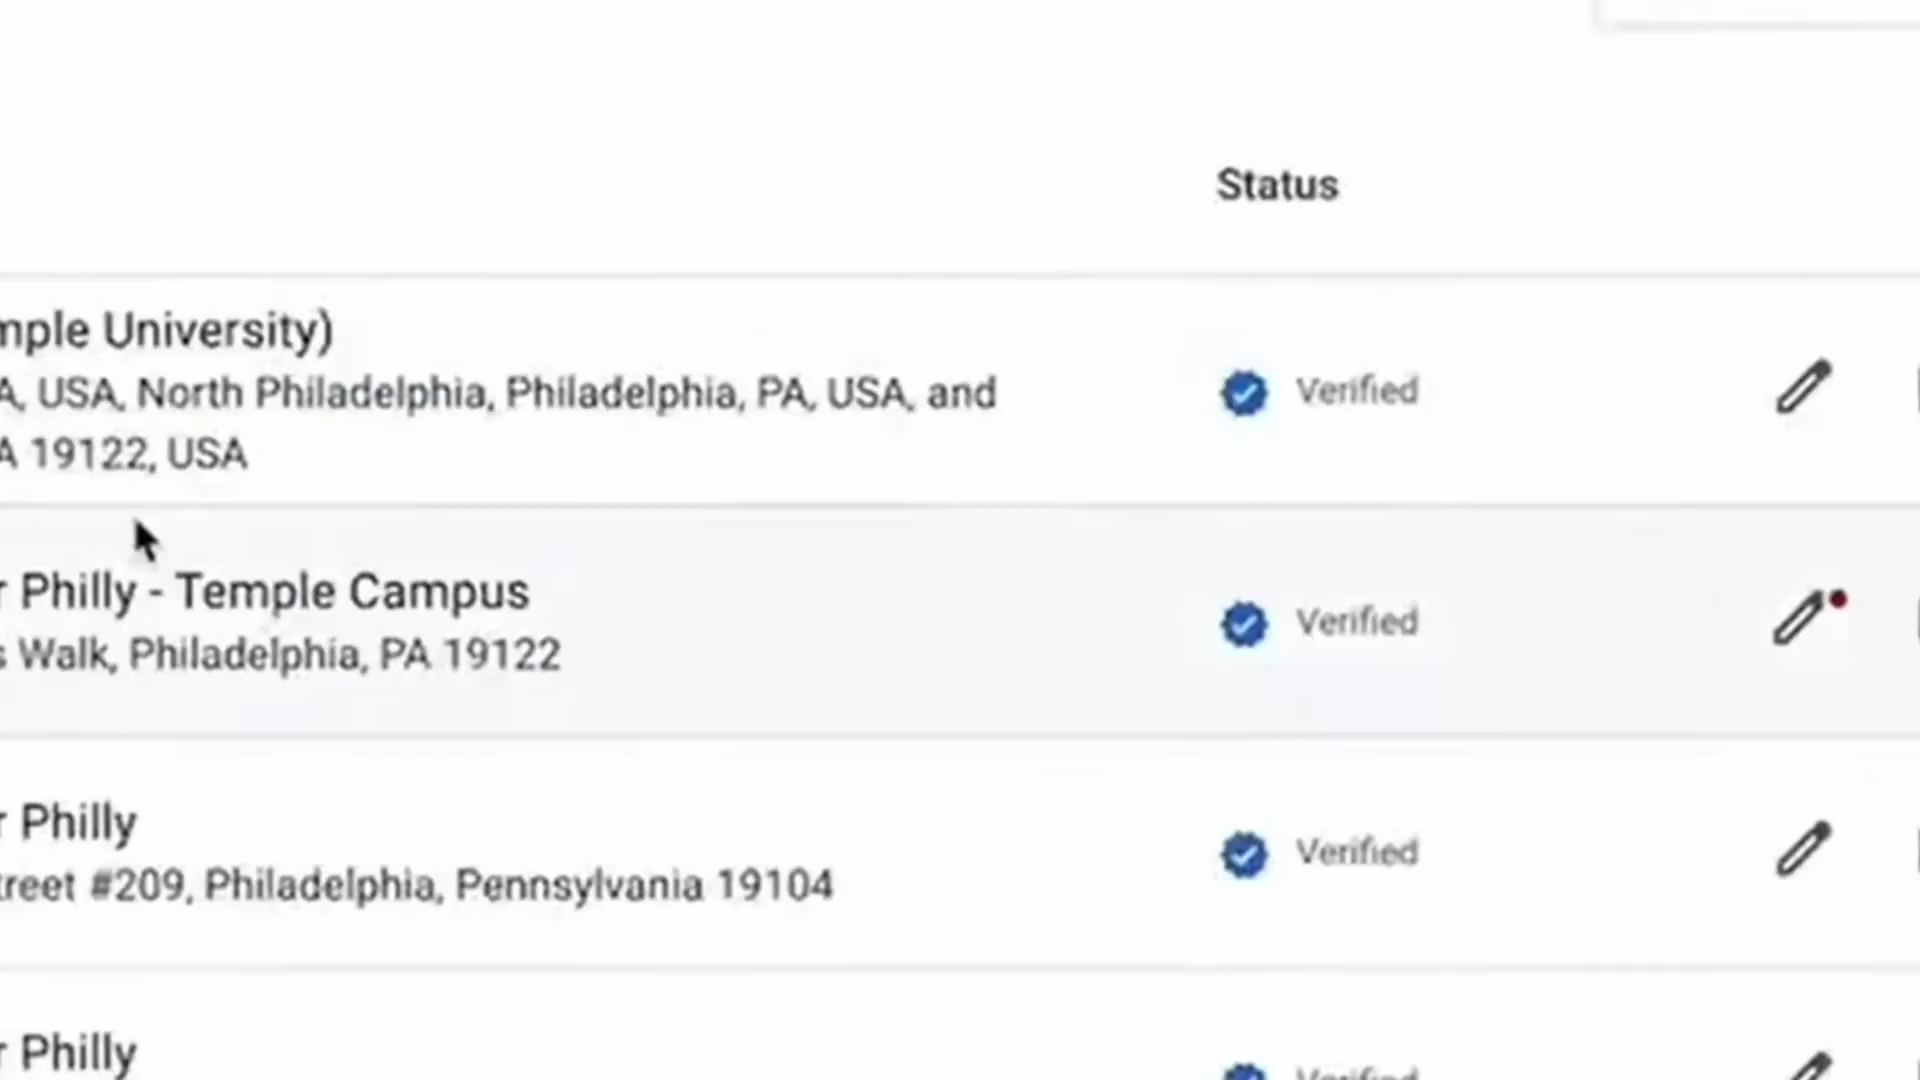 Status
mple University)
A, USA, North Philadelphia, Philadelphia, PA, USA, and
Verified
A 19122, USA
r Philly - Temple Campus
Verified
s Walk, Philadelphia, PA 19122
r Philly
Verified
treet #209, Philadelphia, Pennsylvania 19104
r Philly
Verified